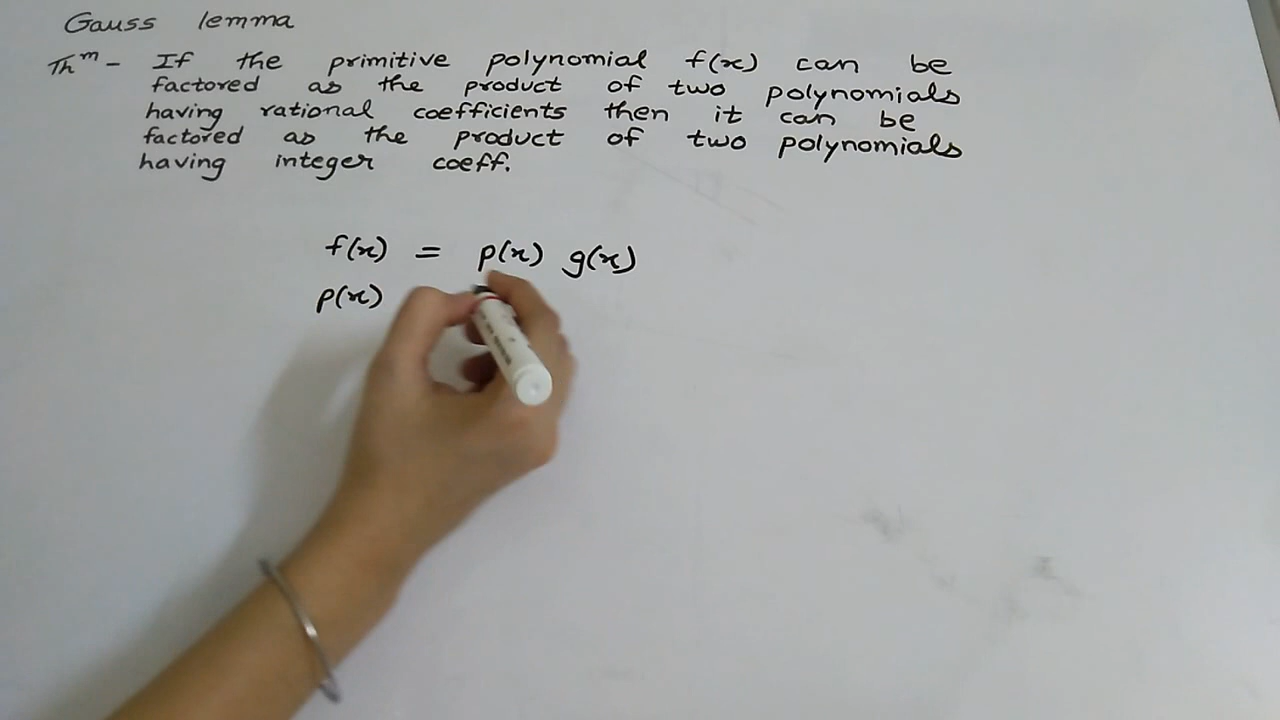 Gauss lemma
Thᵐ - If the primitive polynomial f(x) can be
factored as the product of two polynomials
having rational coefficients then it can be
factored as the product of two polynomials
having integer coeff.
f(x) = p(x) g(x)
p(x)